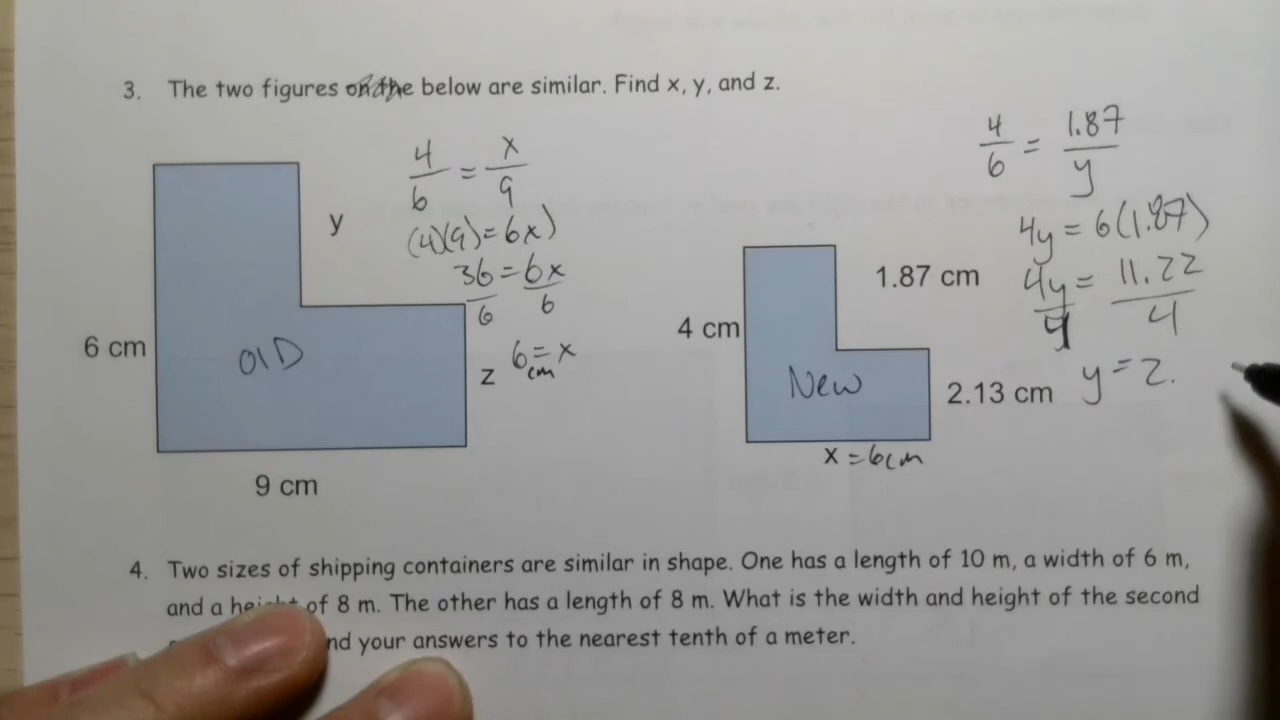 3. The two figures on the below are similar. Find x, y, and z.
4/6 = x/9
(4)(9) = 6x)
36/6 = 6x/6
6 = x
cm
y
6 cm
OlD
z
9 cm
4/6 = 1.87/y
4y = 6(1.87)
4y/4 = 11.22/4
y = 2.
1.87 cm
4 cm
New
2.13 cm
x = 6cm
4. Two sizes of shipping containers are similar in shape. One has a length of 10 m, a width of 6 m,
and a height of 8 m. The other has a length of 8 m. What is the width and height of the second
nd your answers to the nearest tenth of a meter.